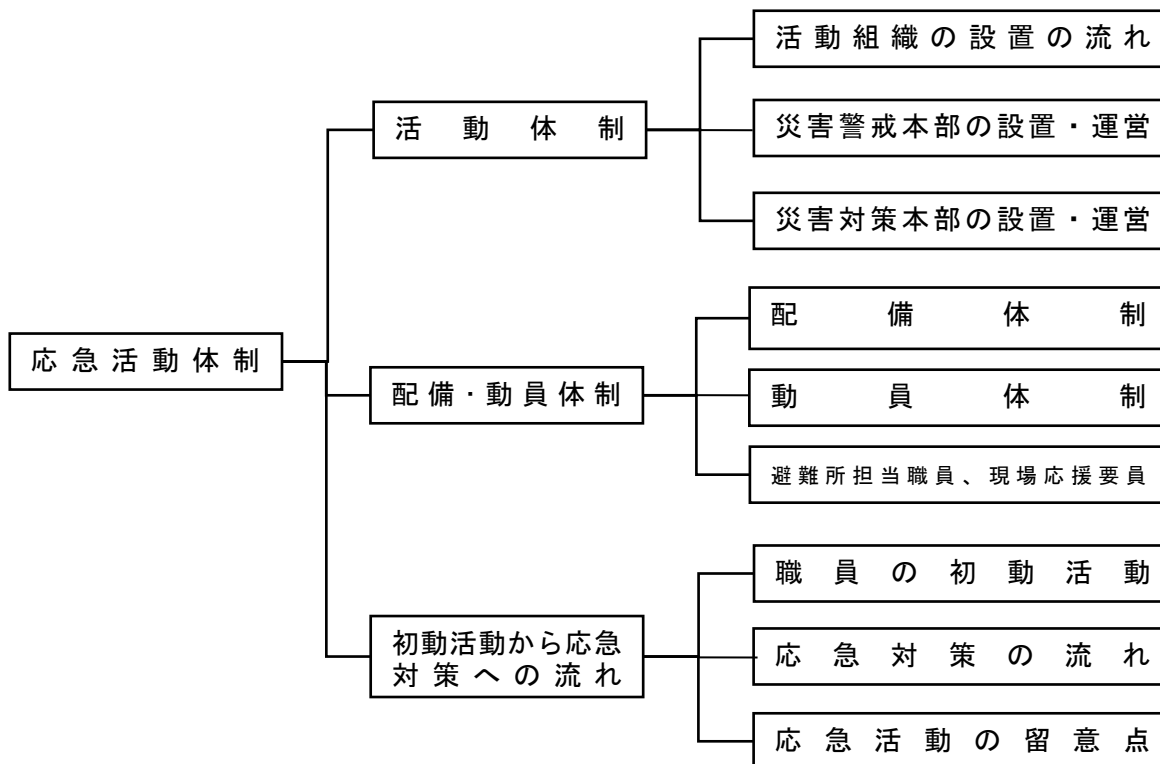 応急活動体制
活動体制
活動組織の設置の流れ
災害警戒本部の設置・運営
災害対策本部の設置・運営
配備・動員体制
配備体制
動員体制
避難所担当職員、現場応援要員
初動活動から応急
対策への流れ
職員の初動活動
応急対策の流れ
応急活動の留意点